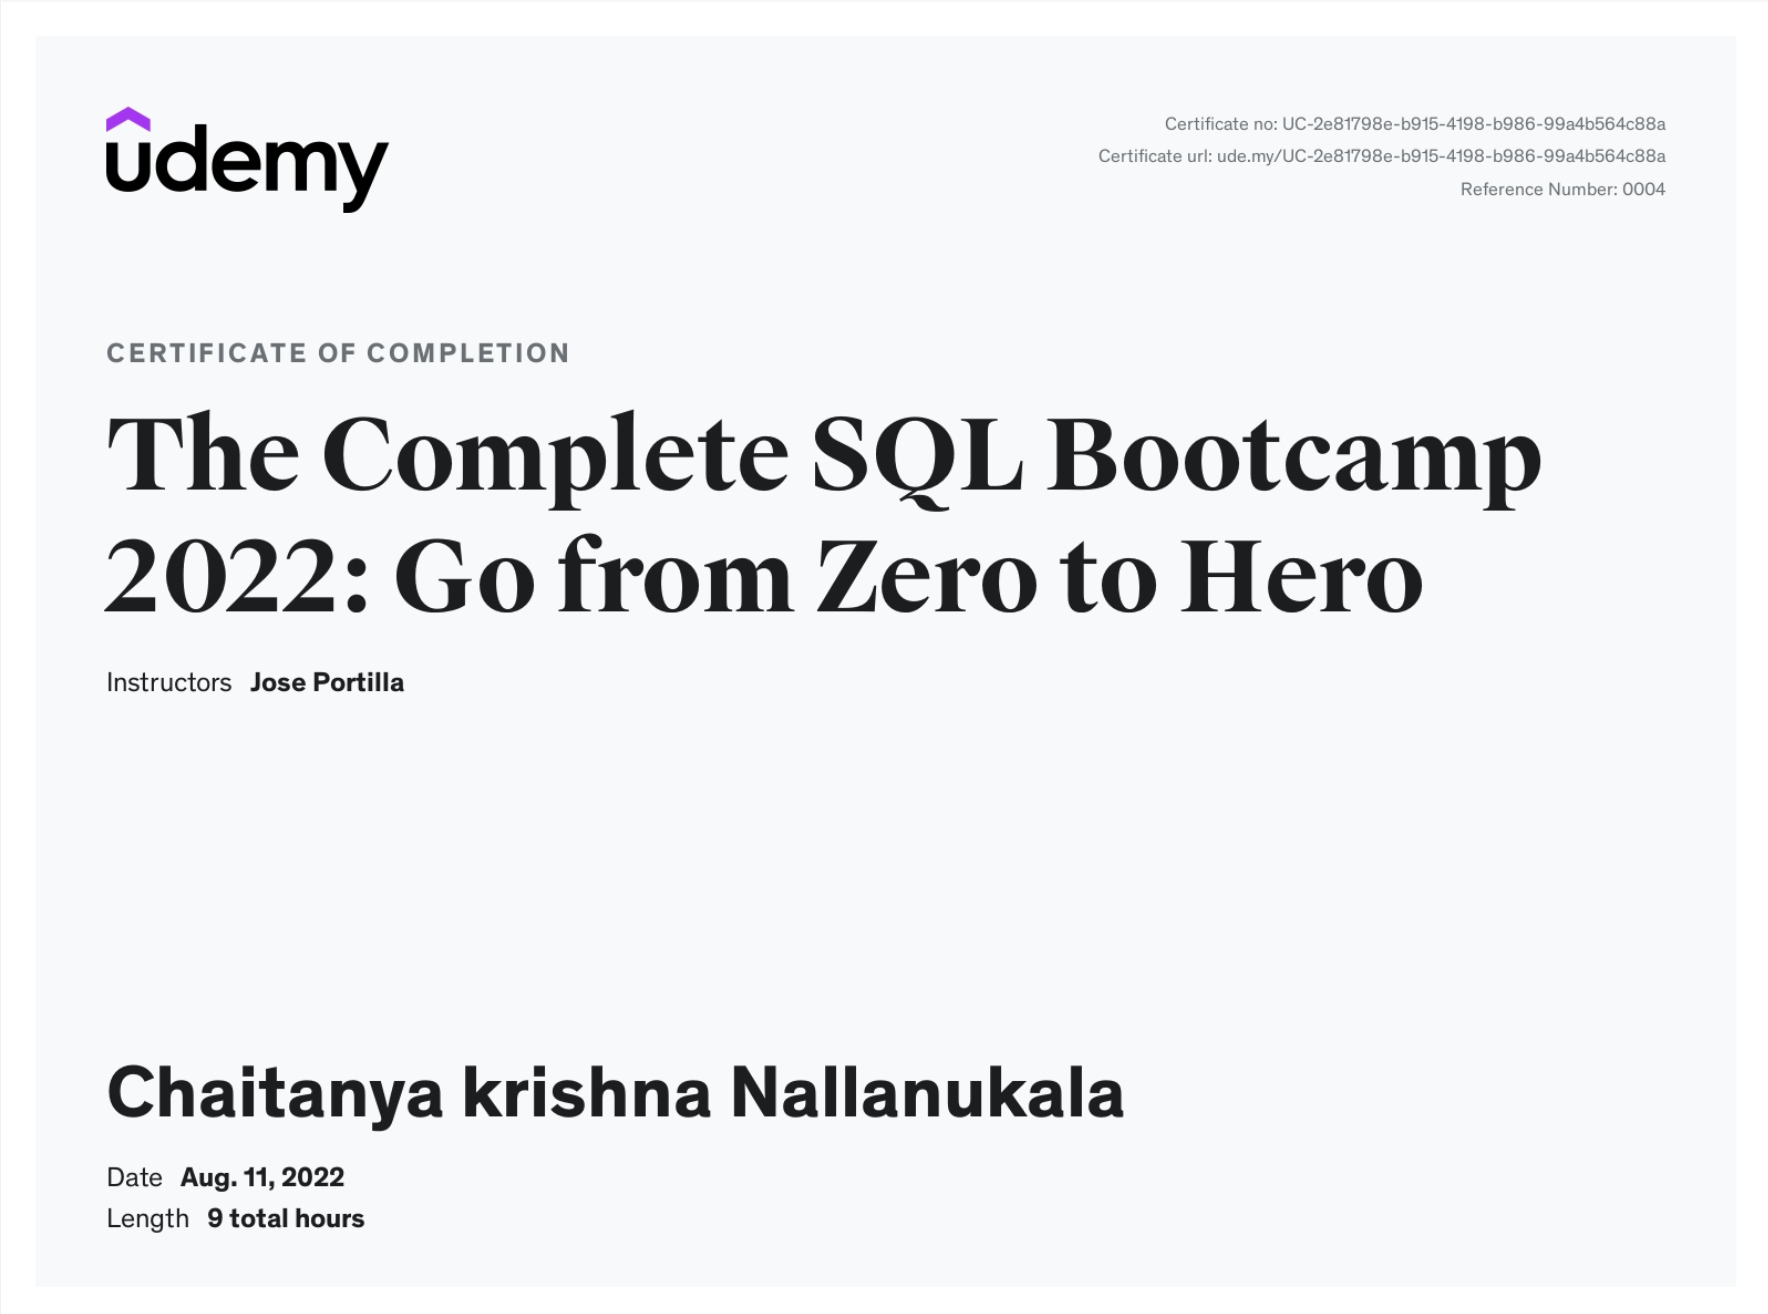 udemy
Certificate no: UC-2e81798e-b915-4198-b986-99a4b564c88a
Certificate url: ude.my/UC-2e81798e-b915-4198-b986-99a4b564c88a
Reference Number: 0004
CERTIFICATE OF COMPLETION
The Complete SQL Bootcamp
2022: Go from Zero to Hero
Instructors Jose Portilla
Chaitanya krishna Nallanukala
Date Aug. 11, 2022
Length 9 total hours